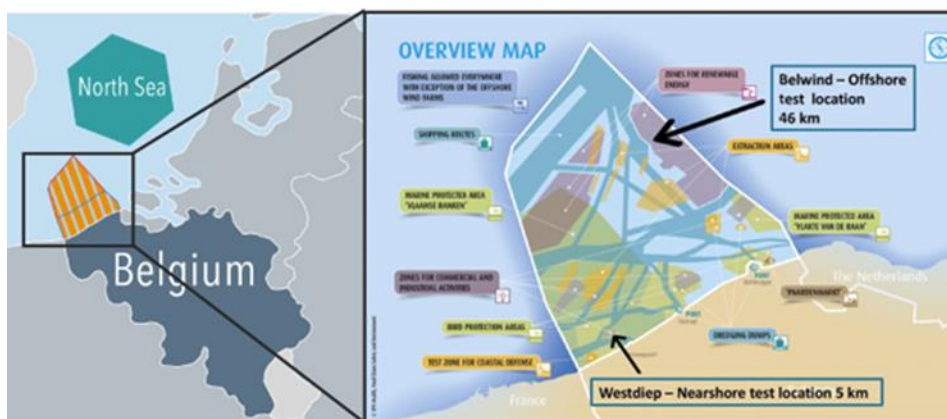 North Sea
Belgium
OVERVIEW MAP
FISHING ALLOWED EVERYWHERE
WITH EXCEPTION OF THE OFFSHORE
WIND FARMS
SHIPPING ROUTES
MARINE PROTECTED AREA
"VLAAMSE BANKEN"
ZONES FOR COMMERCIAL AND
INDUSTRIAL ACTIVITIES
BIRD PROTECTION AREAS
TEST ZONE FOR COASTAL DEFENSE
ZONES FOR RENEWABLE
Belwind – Offshore
test location
46 km
EXTRACTION AREAS
MARINE PROTECTED AREA
"VLAKTE VAN DE RAAN"
The Netherlands
PORT
"PAARDENMARKT"
PORT
DREDGING DUMPS
Westdiep – Nearshore test location 5 km
France